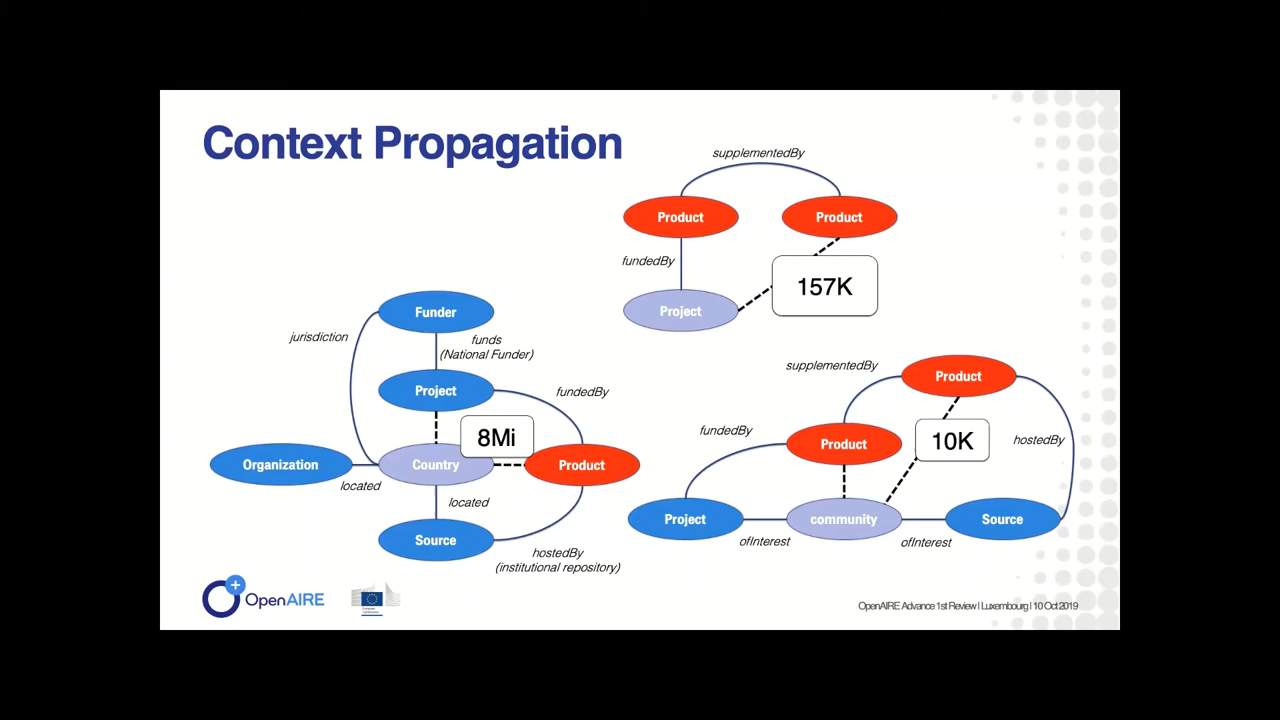 Context Propagation
supplementedBy
Product
Product
fundedBy
157K
Project
Funder
jurisdiction
funds
(National Funder)
Project
fundedBy
8Mi
Organization
Country
Product
located
located
Source
hostedBy
(institutional repository)
supplementedBy
Product
fundedBy
Product
10K
hostedBy
Project
community
Source
ofInterest
ofInterest
OpenAIRE
OpenAIRE Advance 1st Review | Luxembourg | 10 Oct 2019